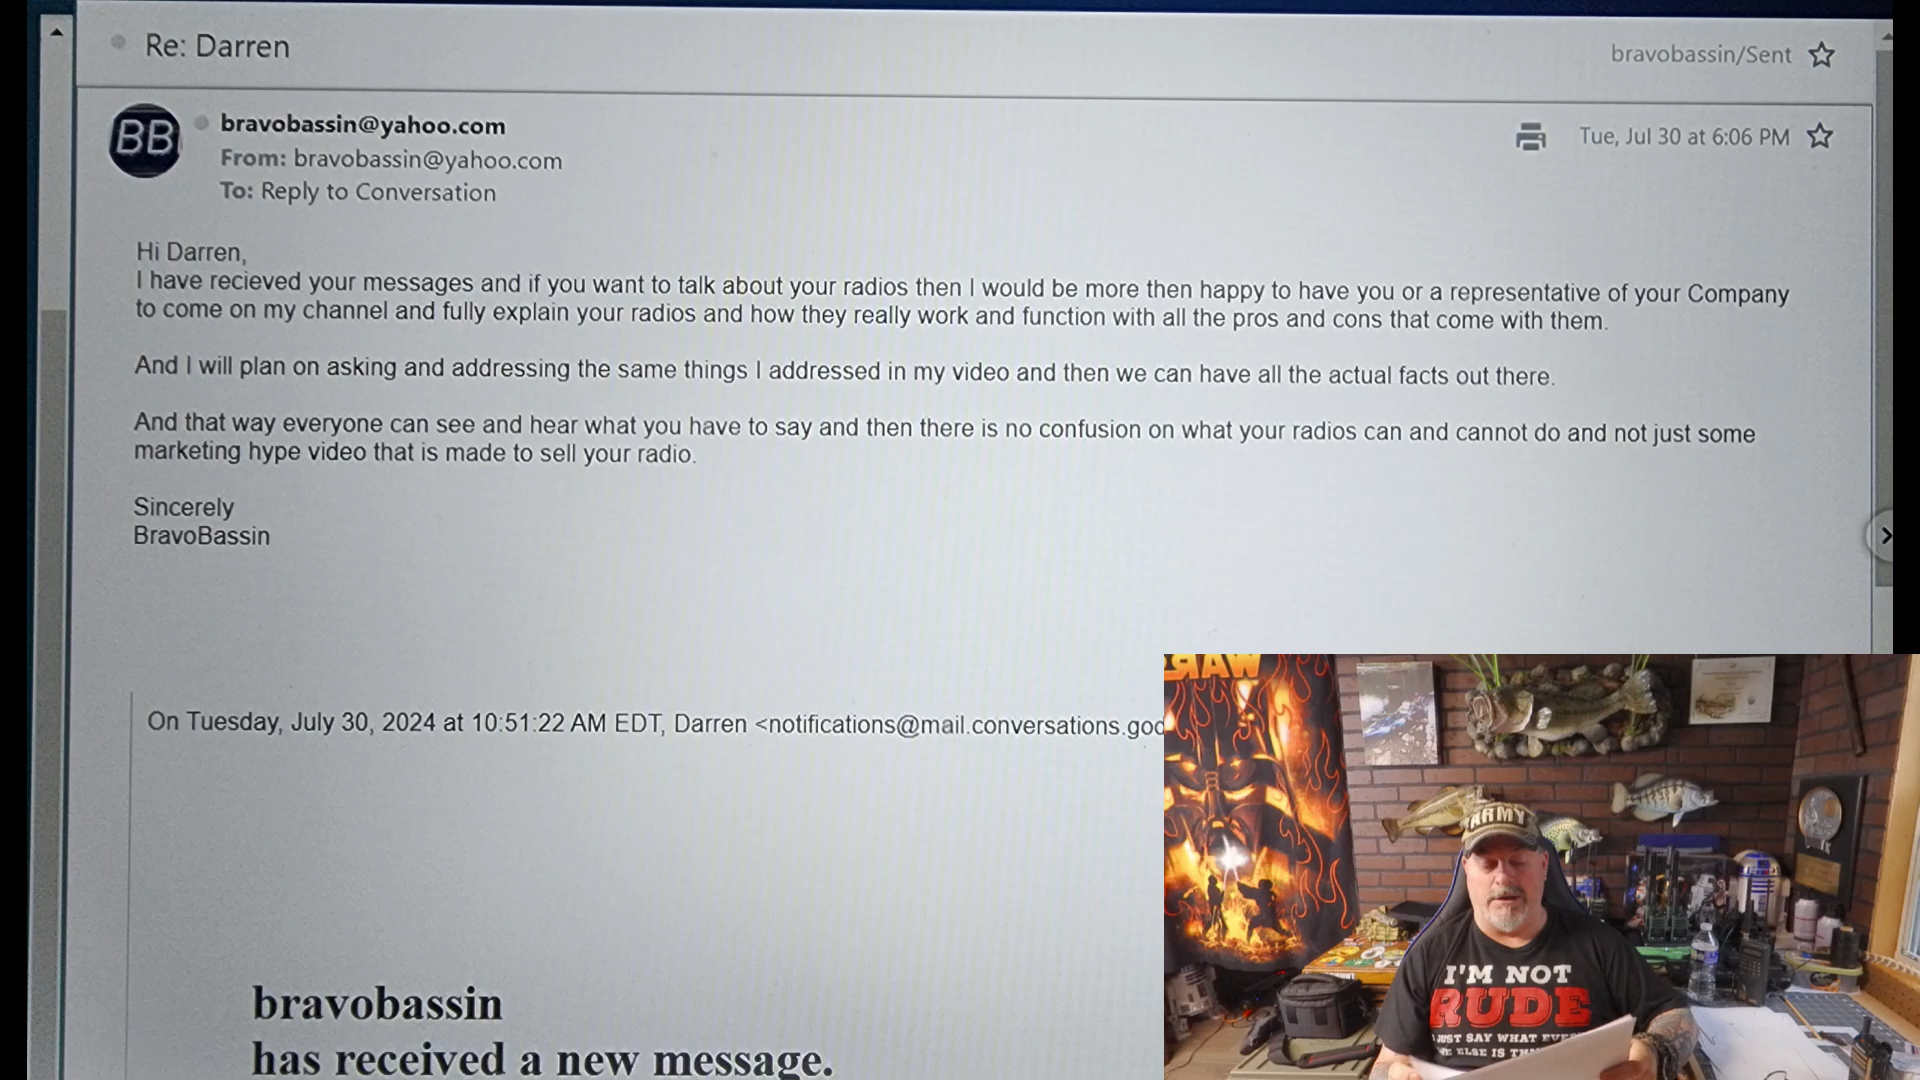 Re: Darren
bravobassin/Sent
BB
bravobassin@yahoo.com
Tue, Jul 30 at 6:06 PM
From: bravobassin@yahoo.com
To: Reply to Conversation
Hi Darren,
I have recieved your messages and if you want to talk about your radios then I would be more then happy to have you or a representative of your Company
to come on my channel and fully explain your radios and how they really work and function with all the pros and cons that come with them.
And I will plan on asking and addressing the same things I addressed in my video and then we can have all the actual facts out there.
And that way everyone can see and hear what you have to say and then there is no confusion on what your radios can and cannot do and not just some
marketing hype video that is made to sell your radio.
Sincerely
BravoBassin
On Tuesday, July 30, 2024 at 10:51:22 AM EDT, Darren <notifications@mail.conversations.goo
bravobassin
has received a new message.
ARMY
I'M NOT
RUDE
JUST SAY WHAT
ELSE IS